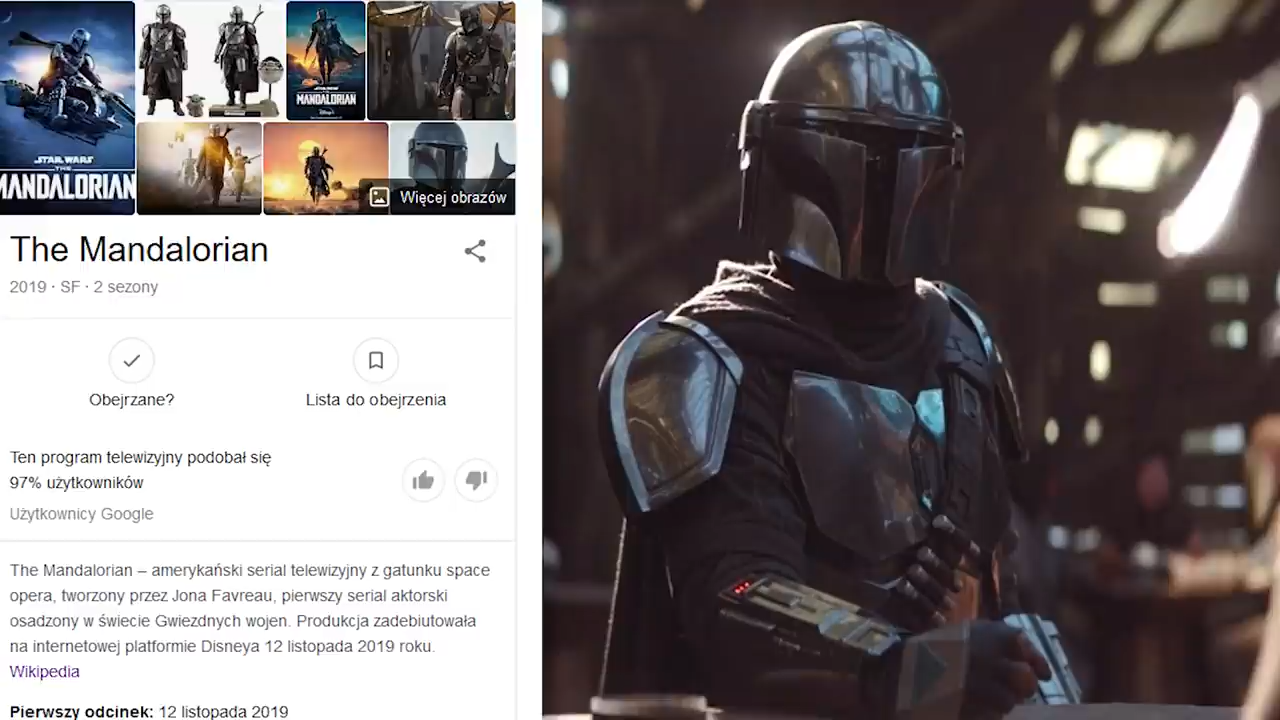 STAR WARS
THE
MANDALORIAN
STAR WARS
MANDALORIAN
Disney+
Więcej obrazów
The Mandalorian
2019 · SF · 2 sezony
Obejrzane?
Lista do obejrzenia
Ten program telewizyjny podobał się
97% użytkowników
Użytkownicy Google
The Mandalorian – amerykański serial telewizyjny z gatunku space
opera, tworzony przez Jona Favreau, pierwszy serial aktorski
osadzony w świecie Gwiezdnych wojen. Produkcja zadebiutowała
na internetowej platformie Disneya 12 listopada 2019 roku.
Wikipedia
Pierwszy odcinek: 12 listopada 2019